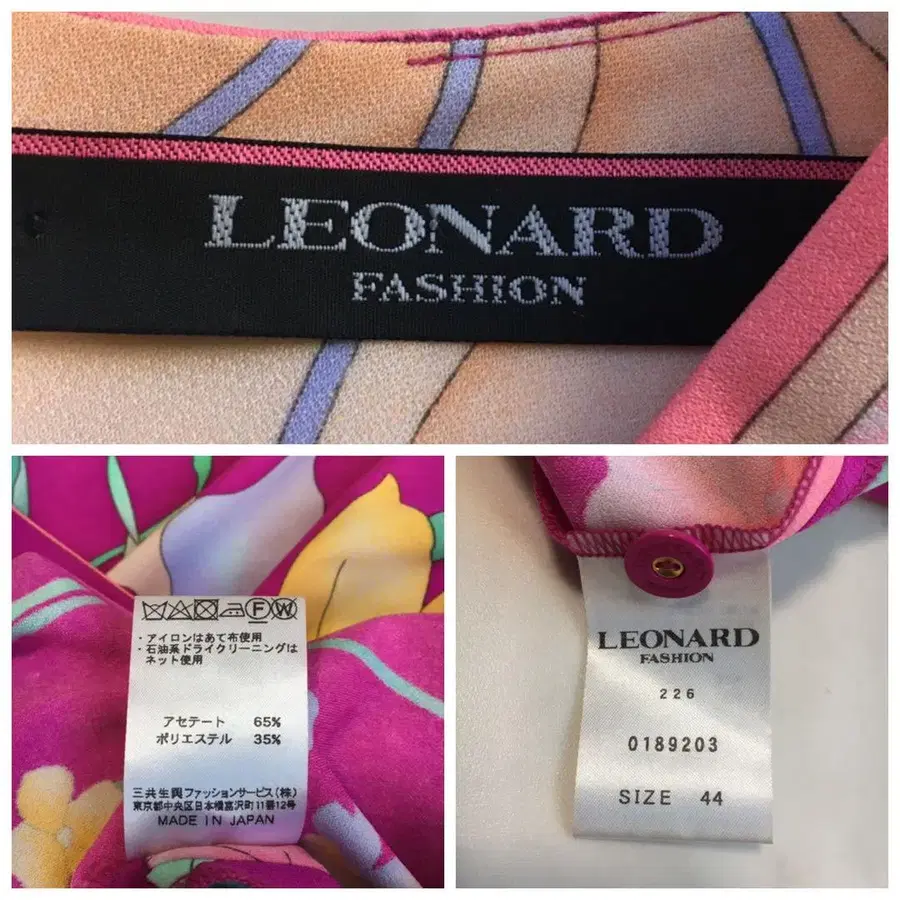 LEONARD
FASHION
F W
・アイロンはあて布使用
・石油系ドライクリーニングは
ネット使用
アセテート 65%
ポリエステル 35%
三共生興ファッションサービス(株)
東京都中央区日本橋富沢町11番12号
MADE IN JAPAN
LEONARD
FASHION
226
0189203
SIZE 44